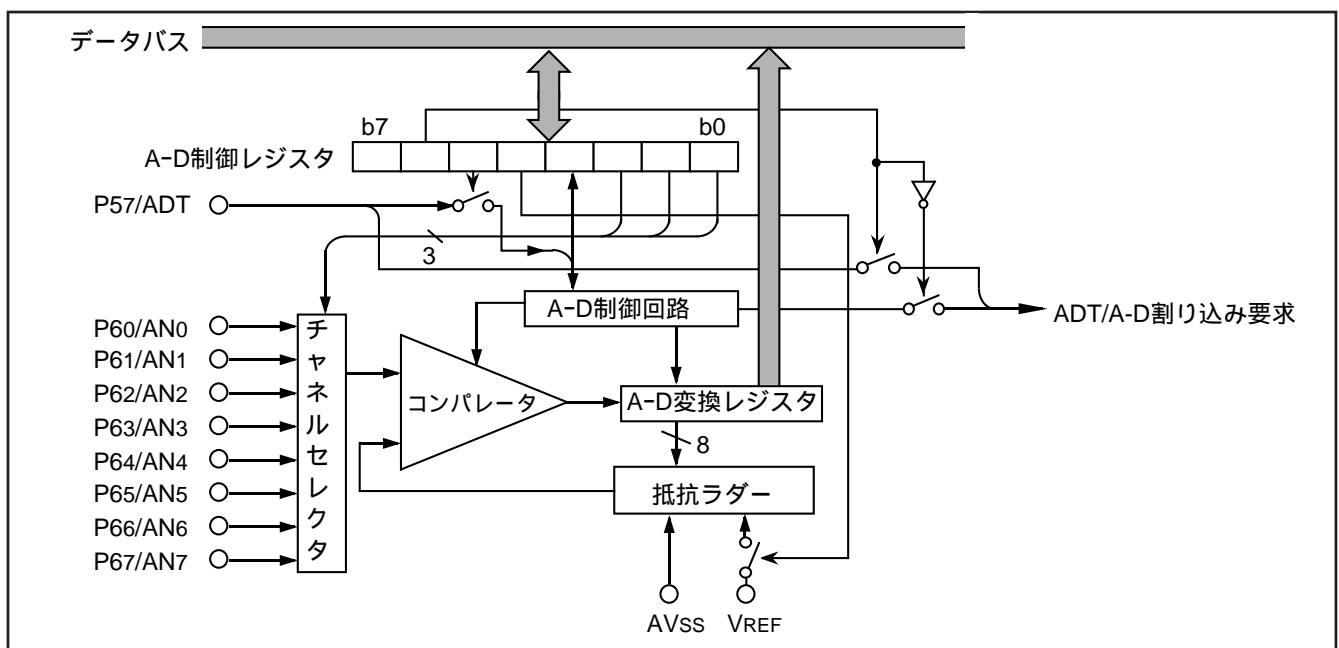 データバス
b7
b0
A-D制御レジスタ
P57/ADT
3
A-D制御回路
ADT/A-D割り込み要求
P60/AN0
P61/AN1
P62/AN2
P63/AN3
P64/AN4
P65/AN5
P66/AN6
P67/AN7
チャネルセレクタ
コンパレータ
A-D変換レジスタ
8
抵抗ラダー
AVSS
VREF